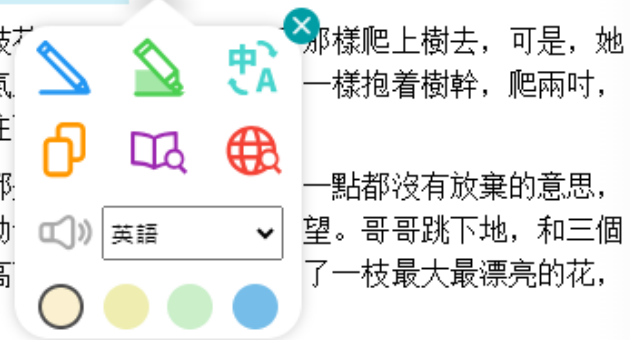 那樣爬上樹去，可是，她
中A
一樣抱着樹幹，爬兩吋，
一點都沒有放棄的意思，
英語
望。哥哥跳下地，和三個
了一枝最大最漂亮的花，